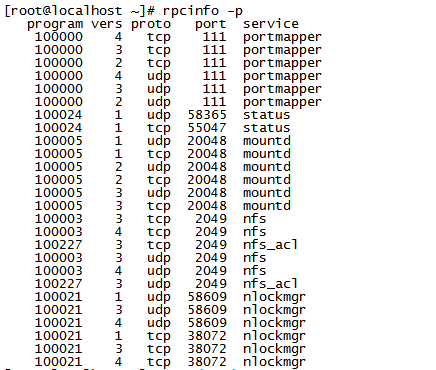 [root@localhost ~]# rpcinfo -p
   program vers proto   port  service
    100000    4   tcp    111  portmapper
    100000    3   tcp    111  portmapper
    100000    2   tcp    111  portmapper
    100000    4   udp    111  portmapper
    100000    3   udp    111  portmapper
    100000    2   udp    111  portmapper
    100024    1   udp  58365  status
    100024    1   tcp  55047  status
    100005    1   udp  20048  mountd
    100005    1   tcp  20048  mountd
    100005    2   udp  20048  mountd
    100005    2   tcp  20048  mountd
    100005    3   udp  20048  mountd
    100005    3   tcp  20048  mountd
    100003    3   tcp   2049  nfs
    100003    4   tcp   2049  nfs
    100227    3   tcp   2049  nfs_acl
    100003    3   udp   2049  nfs
    100003    4   udp   2049  nfs
    100227    3   udp   2049  nfs_acl
    100021    1   udp  58609  nlockmgr
    100021    3   udp  58609  nlockmgr
    100021    4   udp  58609  nlockmgr
    100021    1   tcp  38072  nlockmgr
    100021    3   tcp  38072  nlockmgr
    100021    4   tcp  38072  nlockmgr